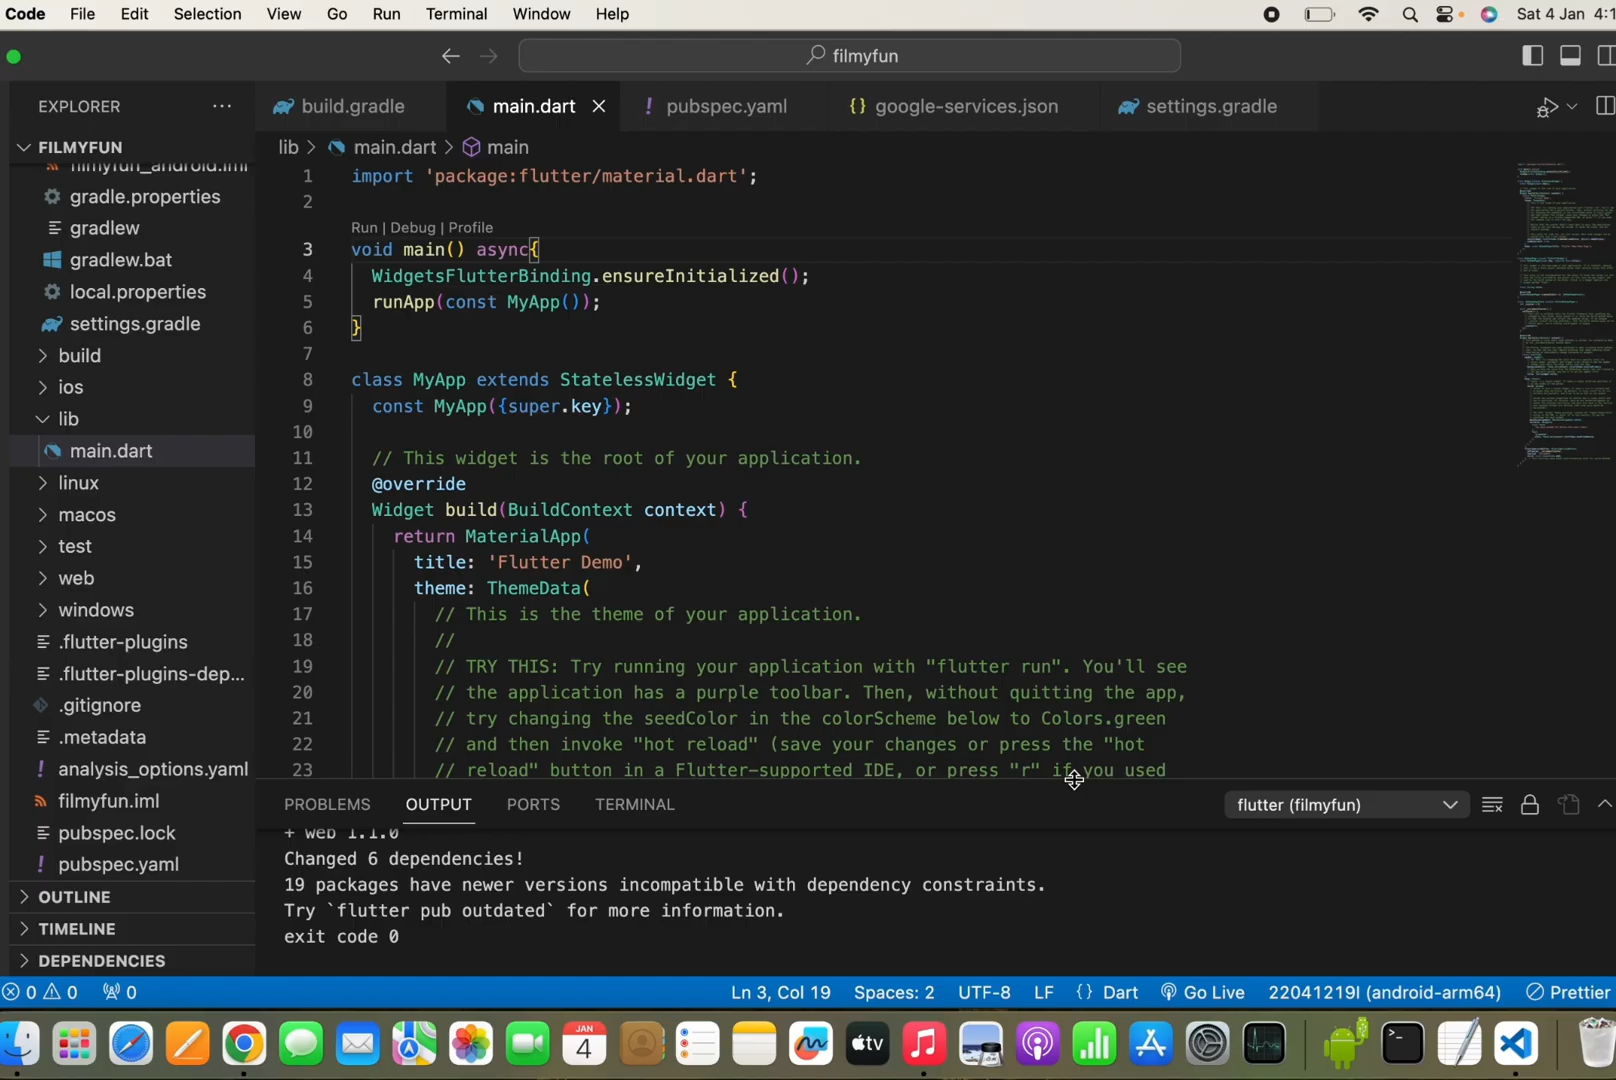 Code File Edit Selection View Go Run Terminal Window Help Sat 4 Jan 4:1
filmyfun
EXPLORER ··· build.gradle main.dart × ! pubspec.yaml {} google-services.json settings.gradle
FILMYFUN
lib > main.dart > main
filmyfun_android.iml
gradle.properties
gradlew
gradlew.bat
local.properties
settings.gradle
build
ios
lib
main.dart
linux
macos
test
web
windows
.flutter-plugins
.flutter-plugins-dep...
.gitignore
.metadata
! analysis_options.yaml
filmyfun.iml
pubspec.lock
! pubspec.yaml
OUTLINE
TIMELINE
DEPENDENCIES
1 import 'package:flutter/material.dart';
2
Run | Debug | Profile
3 void main() async{
4 WidgetsFlutterBinding.ensureInitialized();
5 runApp(const MyApp());
6 }
7
8 class MyApp extends StatelessWidget {
9 const MyApp({super.key});
10
11 // This widget is the root of your application.
12 @override
13 Widget build(BuildContext context) {
14 return MaterialApp(
15 title: 'Flutter Demo',
16 theme: ThemeData(
17 // This is the theme of your application.
18 //
19 // TRY THIS: Try running your application with "flutter run". You'll see
20 // the application has a purple toolbar. Then, without quitting the app,
21 // try changing the seedColor in the colorScheme below to Colors.green
22 // and then invoke "hot reload" (save your changes or press the "hot
23 // reload" button in a Flutter-supported IDE, or press "r" if you used
PROBLEMS OUTPUT PORTS TERMINAL flutter (filmyfun)
+ web 1.1.0
Changed 6 dependencies!
19 packages have newer versions incompatible with dependency constraints.
Try `flutter pub outdated` for more information.
exit code 0
0 0 0 Ln 3, Col 19 Spaces: 2 UTF-8 LF {} Dart Go Live 22041219I (android-arm64) Prettier
JAN
4
tv